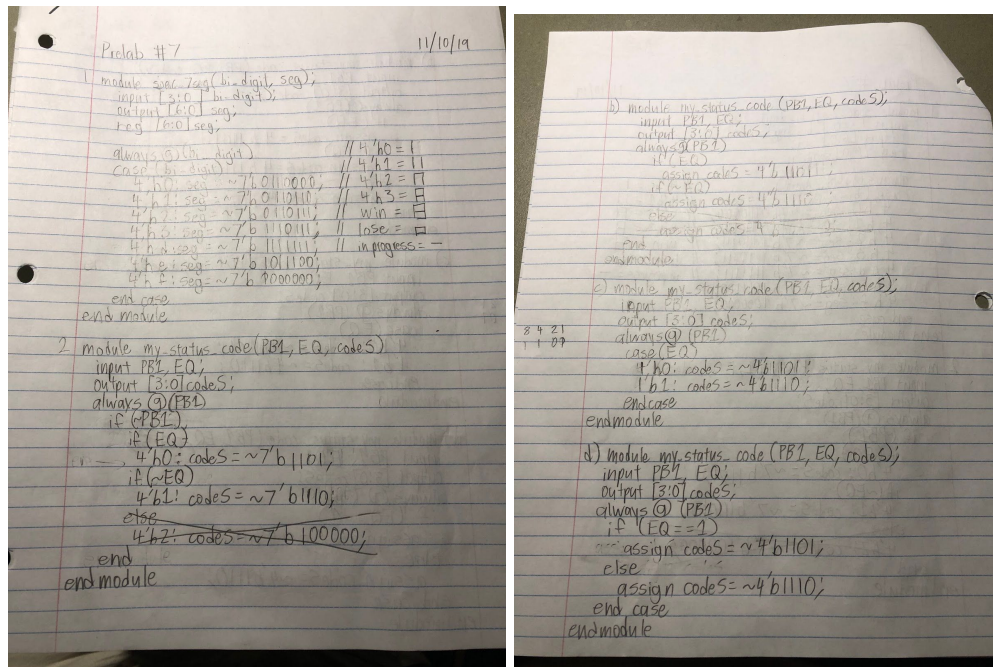 Prelab #7
11/10/19
1. module spec_7seg(bi_digit, seg);
input [3:0] bi_digit;
output [6:0] seg;
reg [6:0] seg;
always @ (bi_digit) // 4'h0 = |
case (bi_digit) // 4'h1 = ||
4'h0: seg = ~7'b0110000; // 4'h2 =
4'h1: seg = ~7'b0110110; // 4'h3 =
4'h2: seg = ~7'b0110111; // win =
4'h3: seg = ~7'b1110111; // lose =
4'h d: seg = ~7'b1111111; // inprogress = —
4'h e: seg = ~7'b1011100;
4'h f: seg = ~7'b1000000;
end case
end module
2. module my_status_code(PB1, EQ, codeS)
input PB1, EQ;
output [3:0] codeS;
always @ (PB1)
if (~PB1)
if (EQ)
4'h0: codeS = ~7'b1101;
if (~EQ)
4'b1: codeS = ~7'b1110;
else
4'b2: codeS = ~7'b100000;
end
endmodule
b) module my_status_code (PB1, EQ, codeS);
input PB1, EQ;
output [3:0] codeS;
always @ (PB1)
if (EQ)
assign codeS = 4'b1101;
if (~EQ)
assign codeS = 4'b1110;
else
assign codeS = 4
end
endmodule
c) module my_status_code (PB1, EQ, codeS);
input PB1, EQ;
output [3:0] codeS;
8 4 2 1
always @ (PB1)
1 1 0
case (EQ)
1'h0: codeS = ~4'b1101;
1'b1: codeS = ~4'b1110;
endcase
endmodule
d) module my_status_code (PB1, EQ, codeS);
input PB1, EQ;
output [3:0] codeS;
always @ (PB1)
if (EQ==1)
assign codeS = ~4'b1101;
else
assign codeS = ~4'b1110;
end case
endmodule